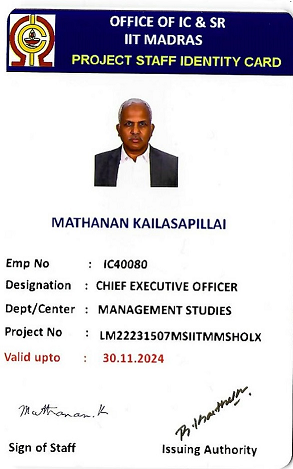 OFFICE OF IC & SR
IIT MADRAS
PROJECT STAFF IDENTITY CARD
MATHANAN KAILASAPILLAI
Emp No : IC40080
Designation : CHIEF EXECUTIVE OFFICER
Dept/Center : MANAGEMENT STUDIES
Project No : LM22231507MSIITMMSHOLX
Valid upto : 30.11.2024
Mathanan.K
Sign of Staff
Issuing Authority